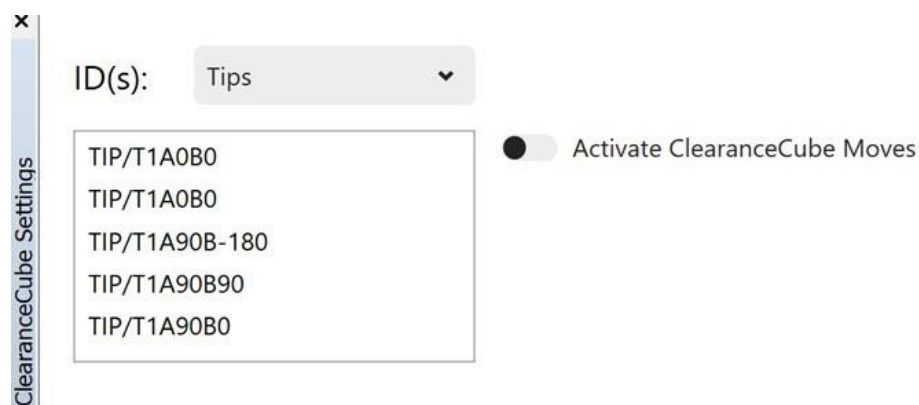 ×
ClearanceCube Settings
ID(s):
Tips
TIP/T1A0B0
TIP/T1A0B0
TIP/T1A90B-180
TIP/T1A90B90
TIP/T1A90B0
Activate ClearanceCube Moves